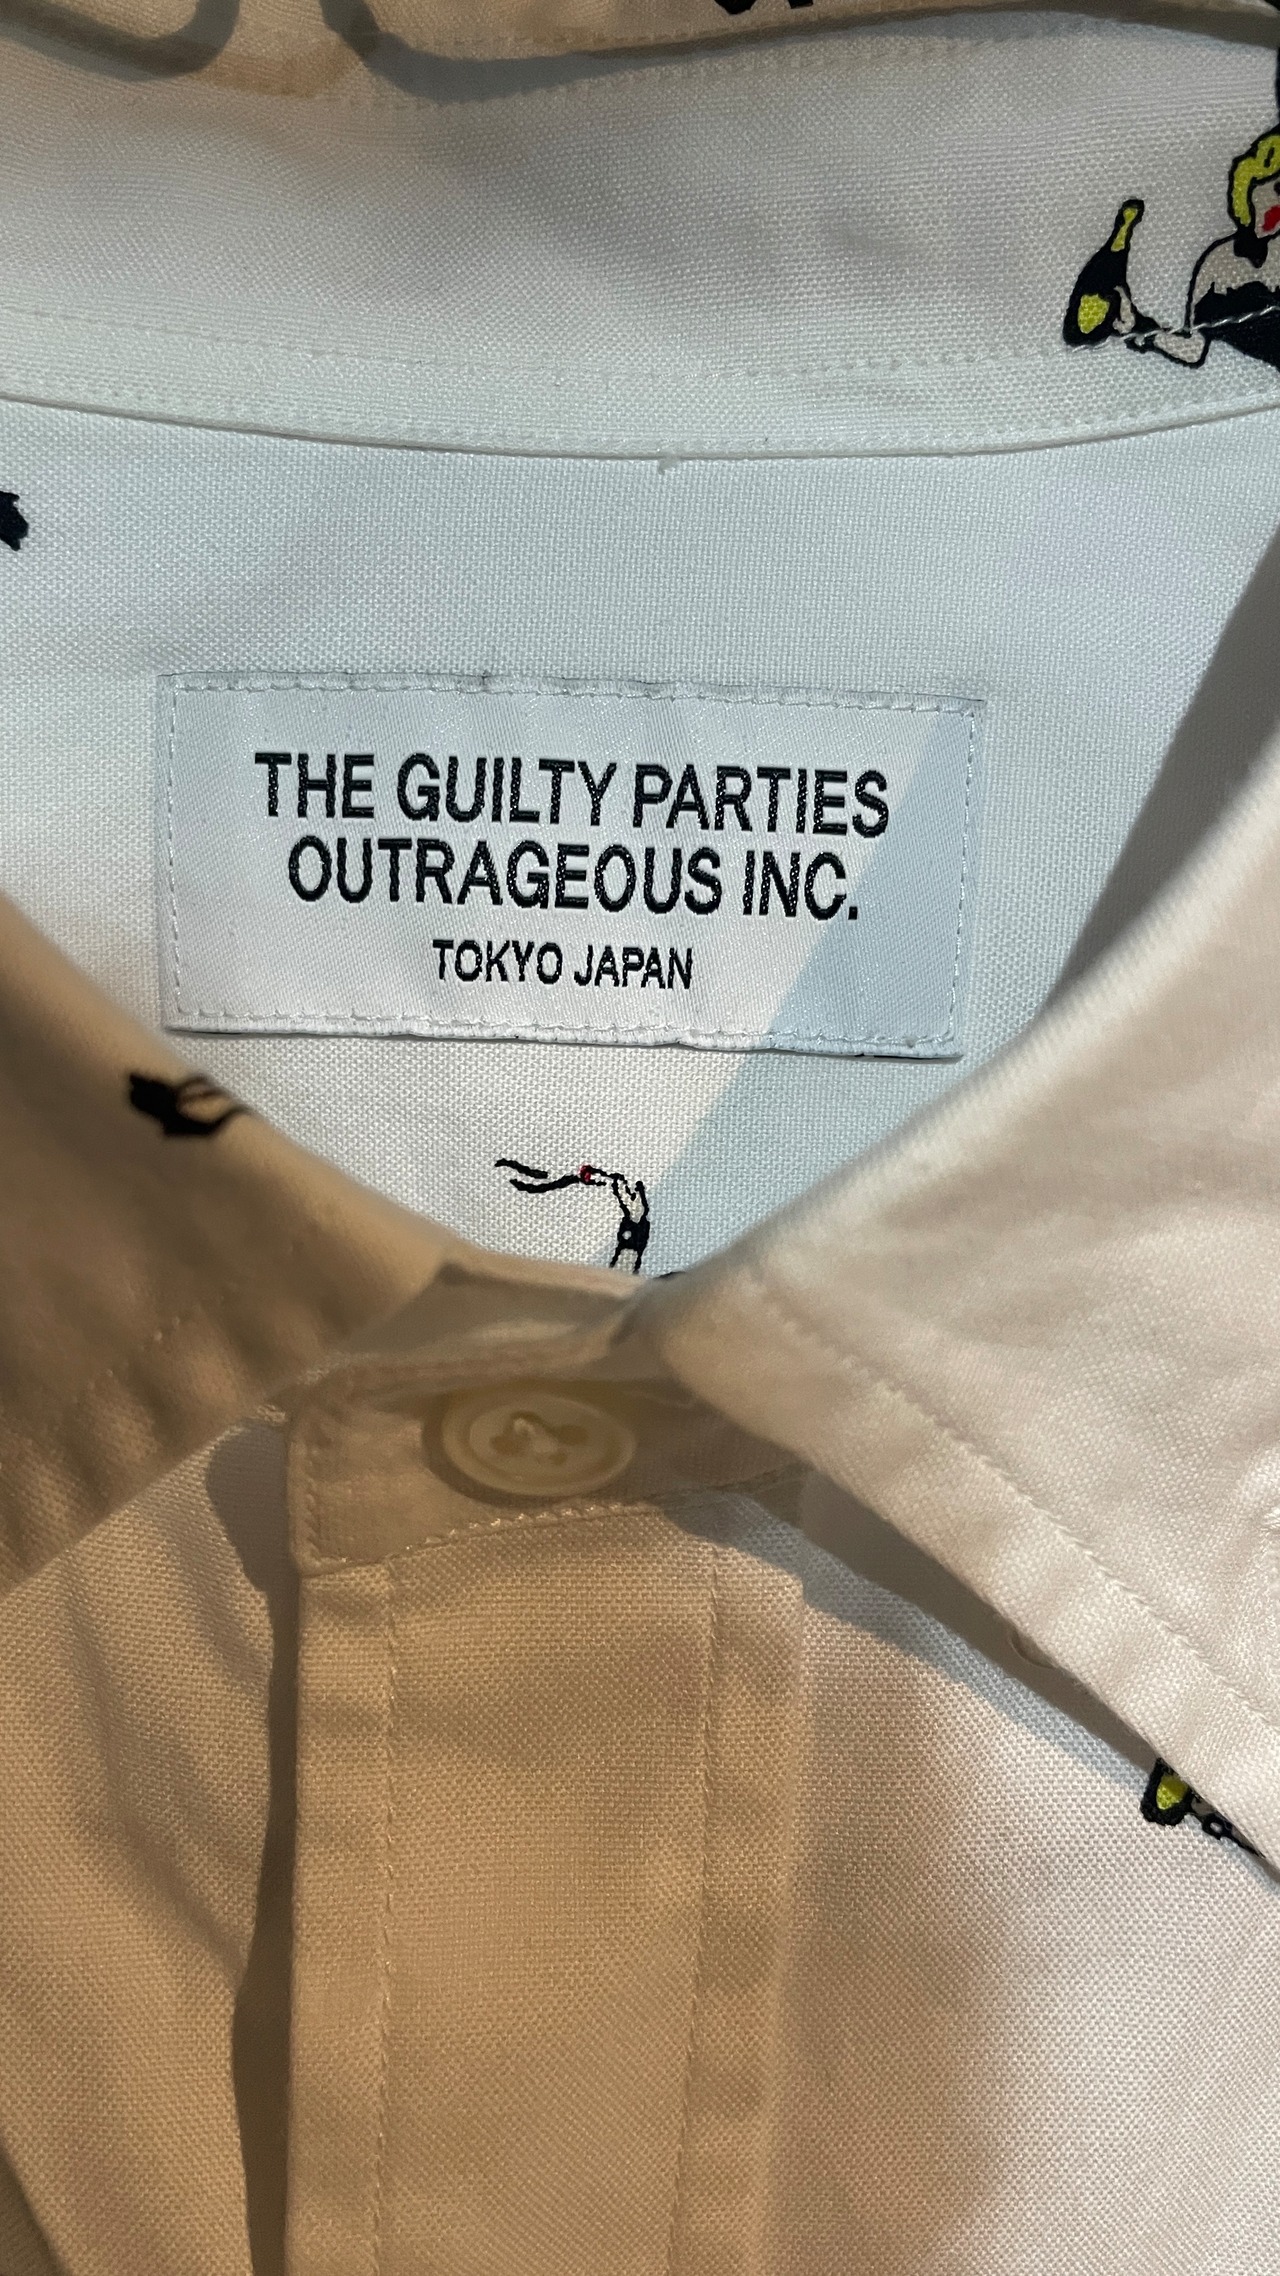 THE GUILTY PARTIES
OUTRAGEOUS INC.
TOKYO JAPAN